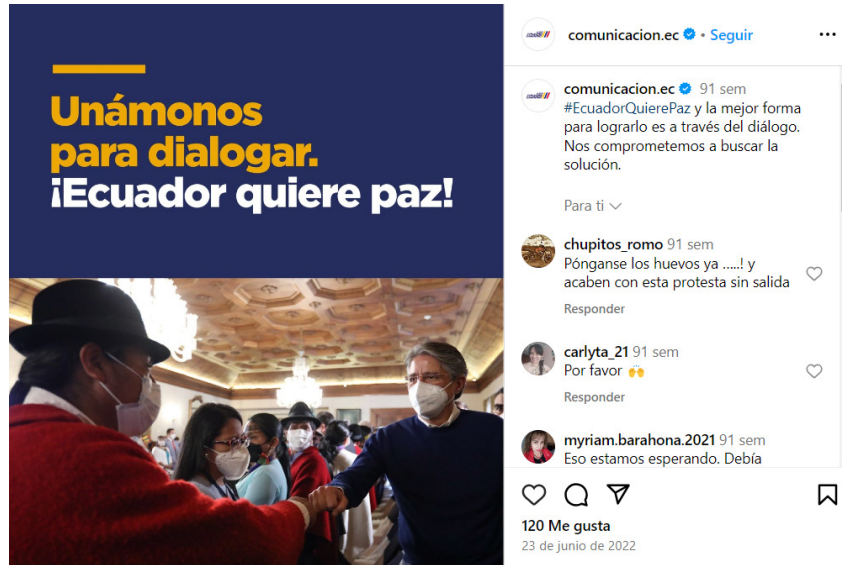 Unámonos
para dialogar.
¡Ecuador quiere paz!
comunicacion.ec • Seguir
comunicacion.ec 91 sem
#EcuadorQuierePaz y la mejor forma
para lograrlo es a través del diálogo.
Nos comprometemos a buscar la
solución.
Para ti
chupitos_romo 91 sem
Pónganse los huevos ya .....! y
acaben con esta protesta sin salida
Responder
carlyta_21 91 sem
Por favor 🙌
Responder
myriam.barahona.2021 91 sem
Eso estamos esperando. Debía
120 Me gusta
23 de junio de 2022